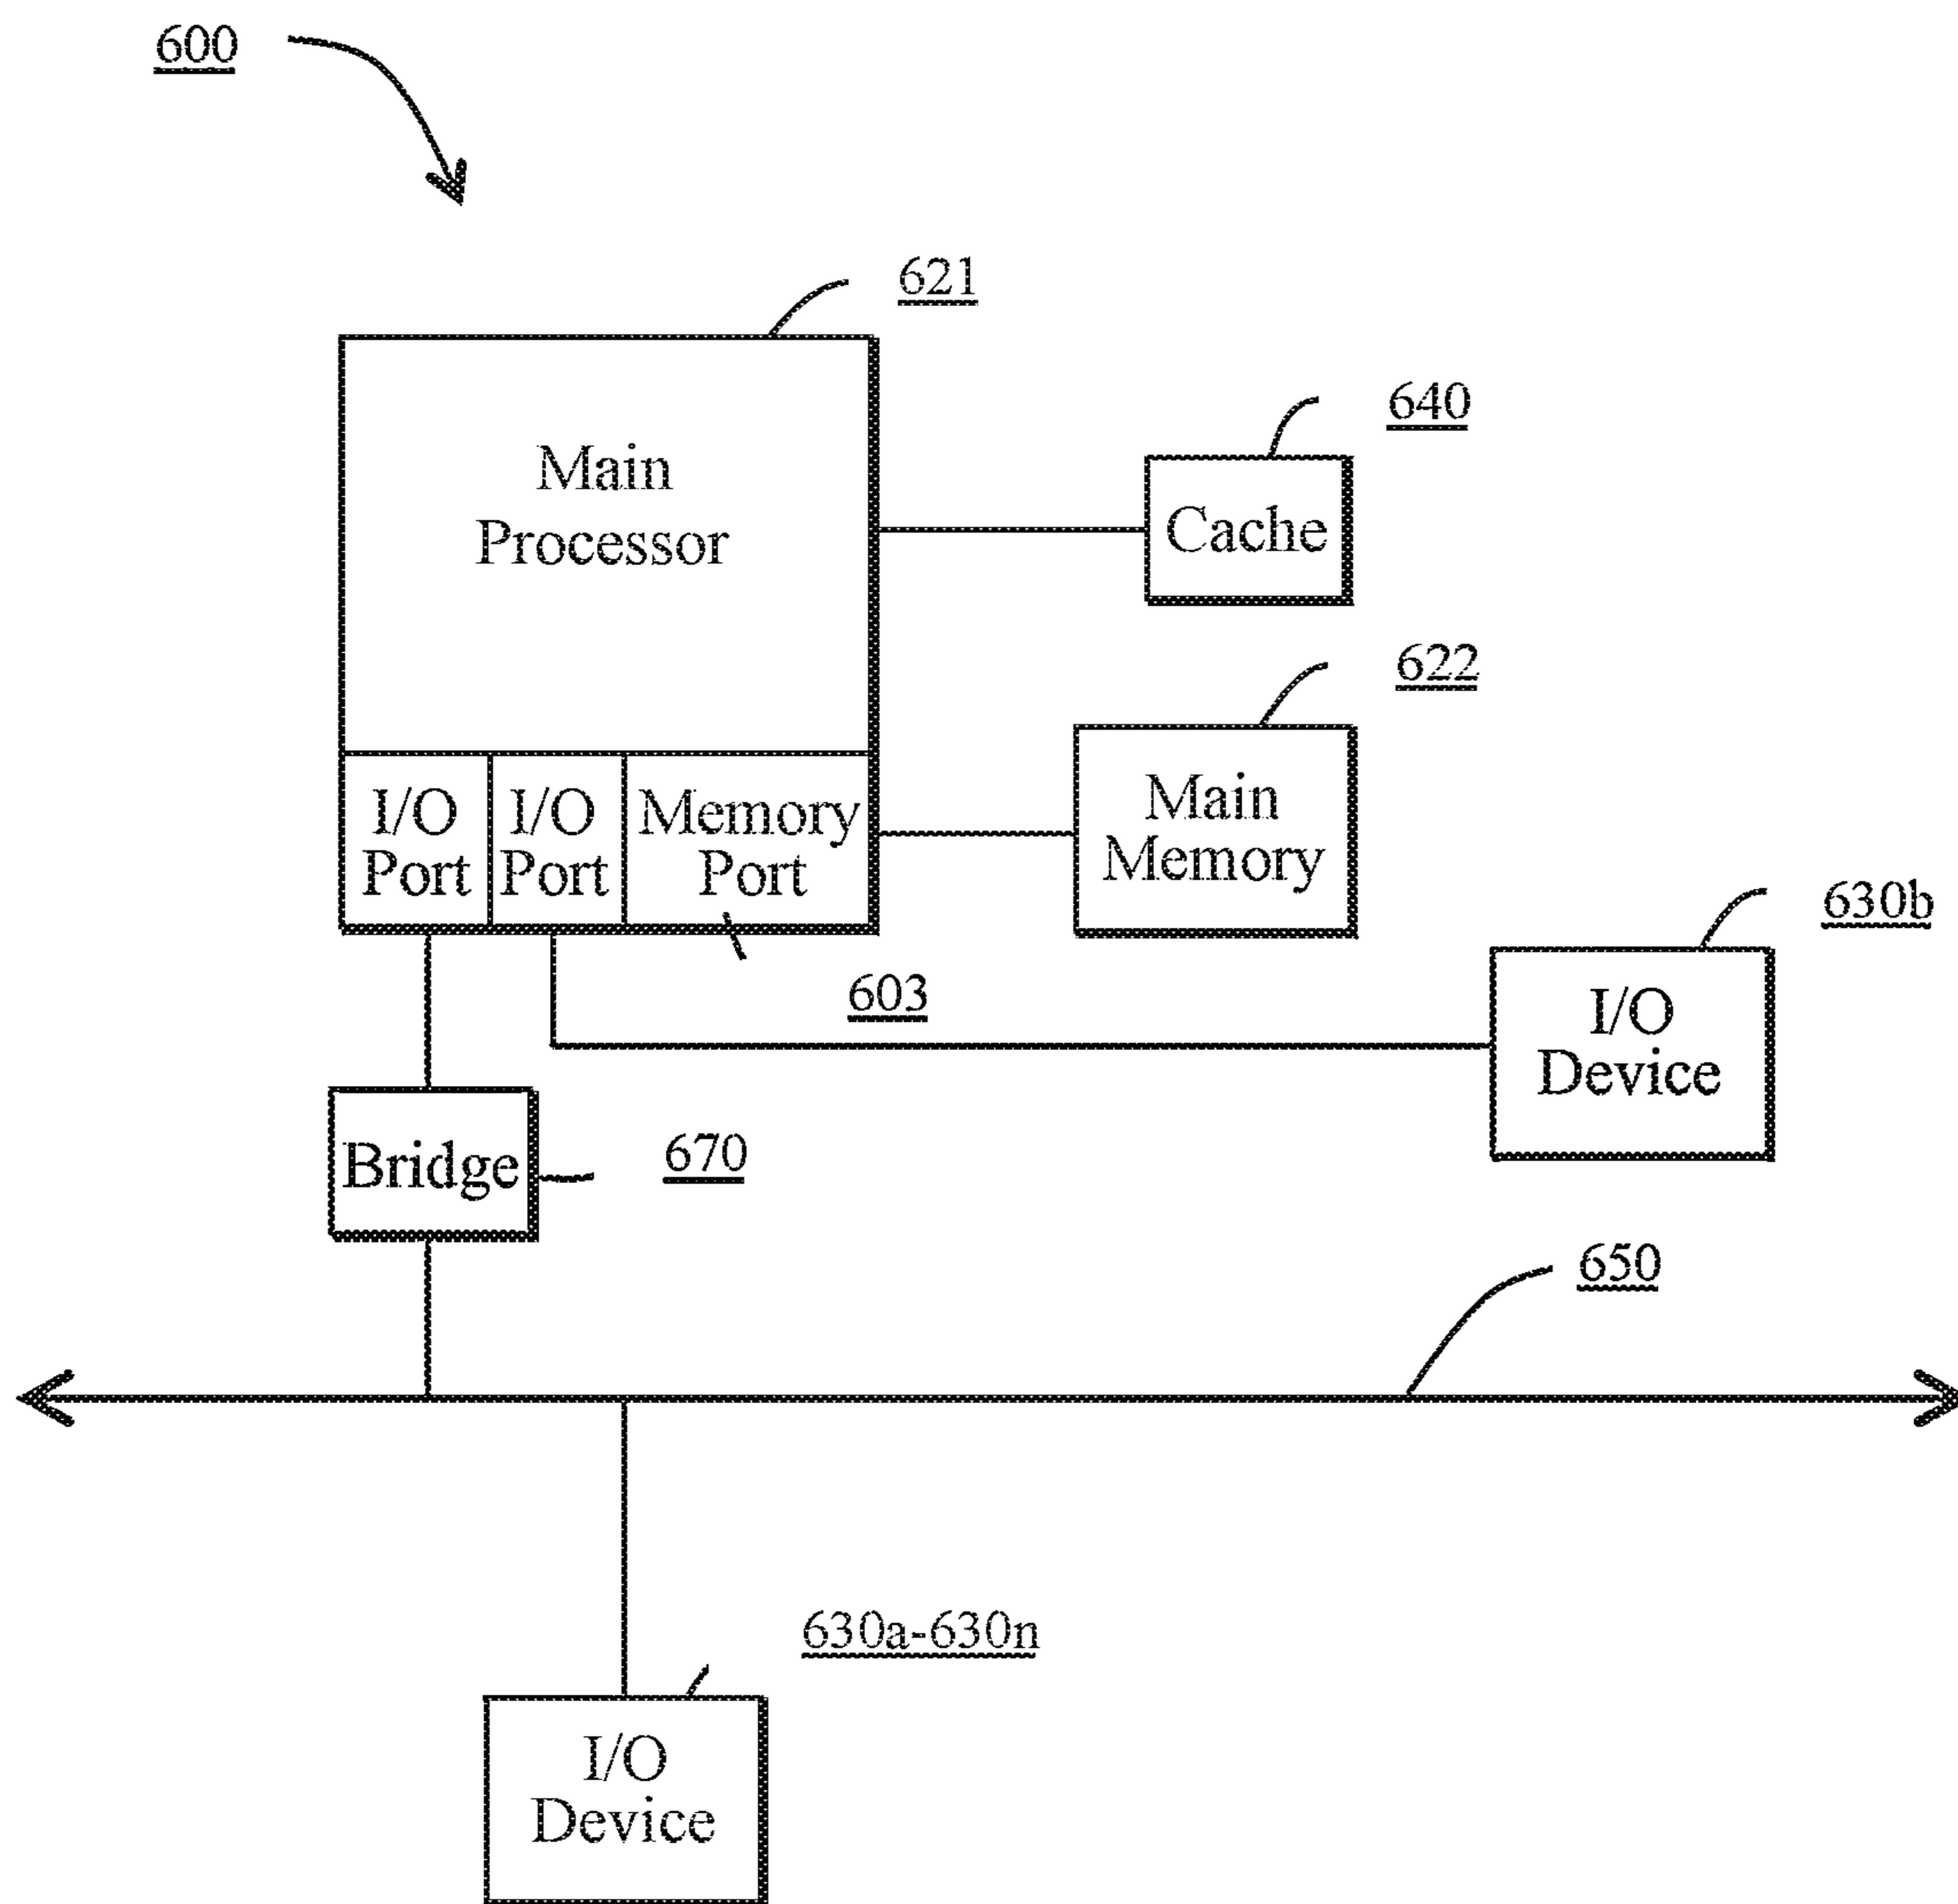 600
621
640
Main
Processor
Cache
622
I/O
Port
I/O
Port
Memory
Port
Main
Memory
630b
603
I/O
Device
Bridge
670
650
630a-630n
I/O
Device